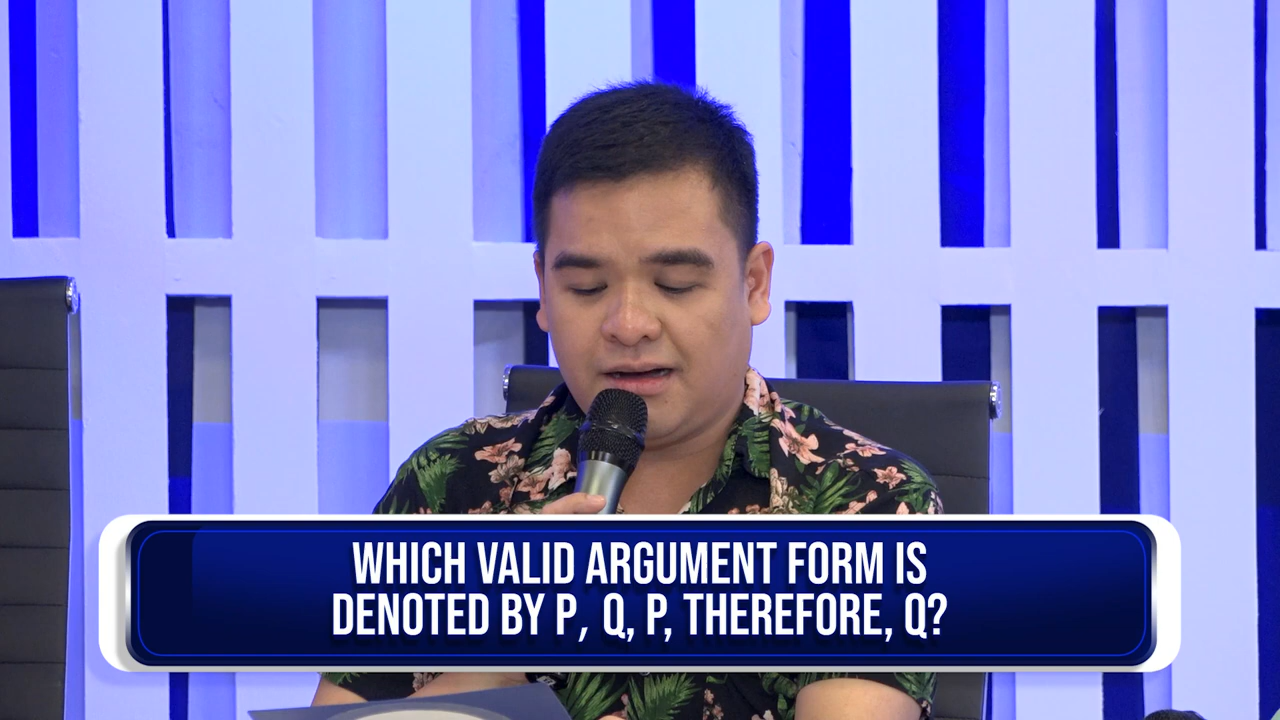 WHICH VALID ARGUMENT FORM IS
DENOTED BY P, Q, P, THEREFORE, Q?